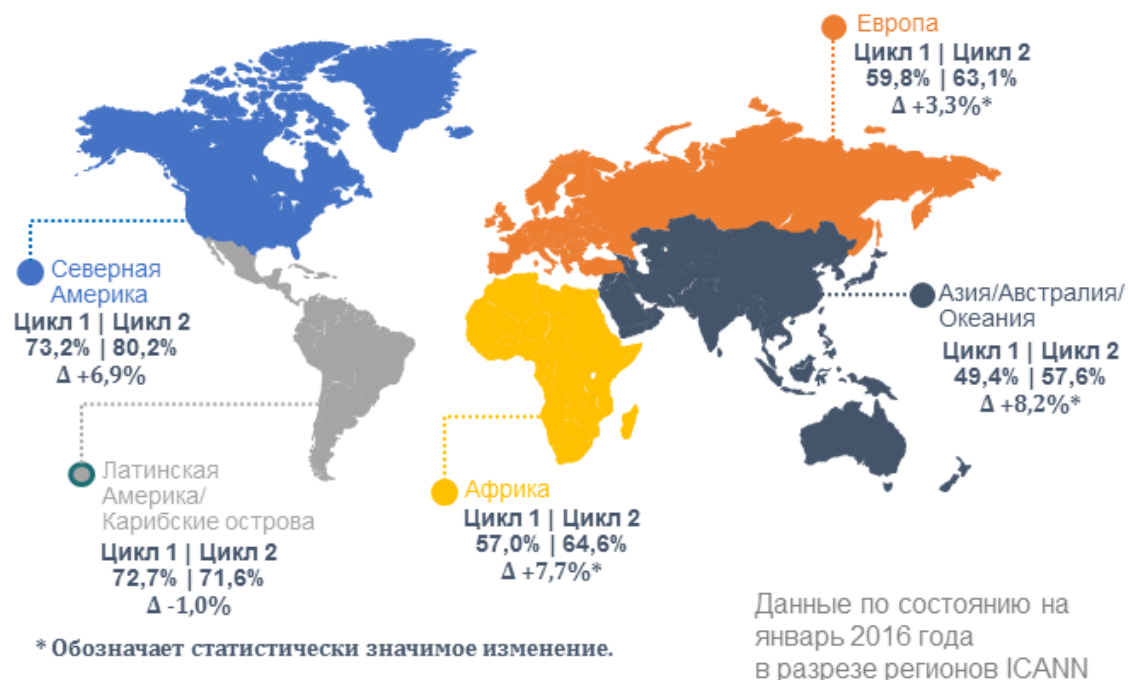 Европа
Цикл 1 | Цикл 2
59,8% | 63,1%
Δ +3,3%*
Северная
Америка
Цикл 1 | Цикл 2
73,2% | 80,2%
Δ +6,9%
Азия/Австралия/
Океания
Цикл 1 | Цикл 2
49,4% | 57,6%
Δ +8,2%*
Латинская
Америка/
Карибские острова
Цикл 1 | Цикл 2
72,7% | 71,6%
Δ -1,0%
Африка
Цикл 1 | Цикл 2
57,0% | 64,6%
Δ +7,7%*
* Обозначает статистически значимое изменение.
Данные по состоянию на
январь 2016 года
в разрезе регионов ICANN